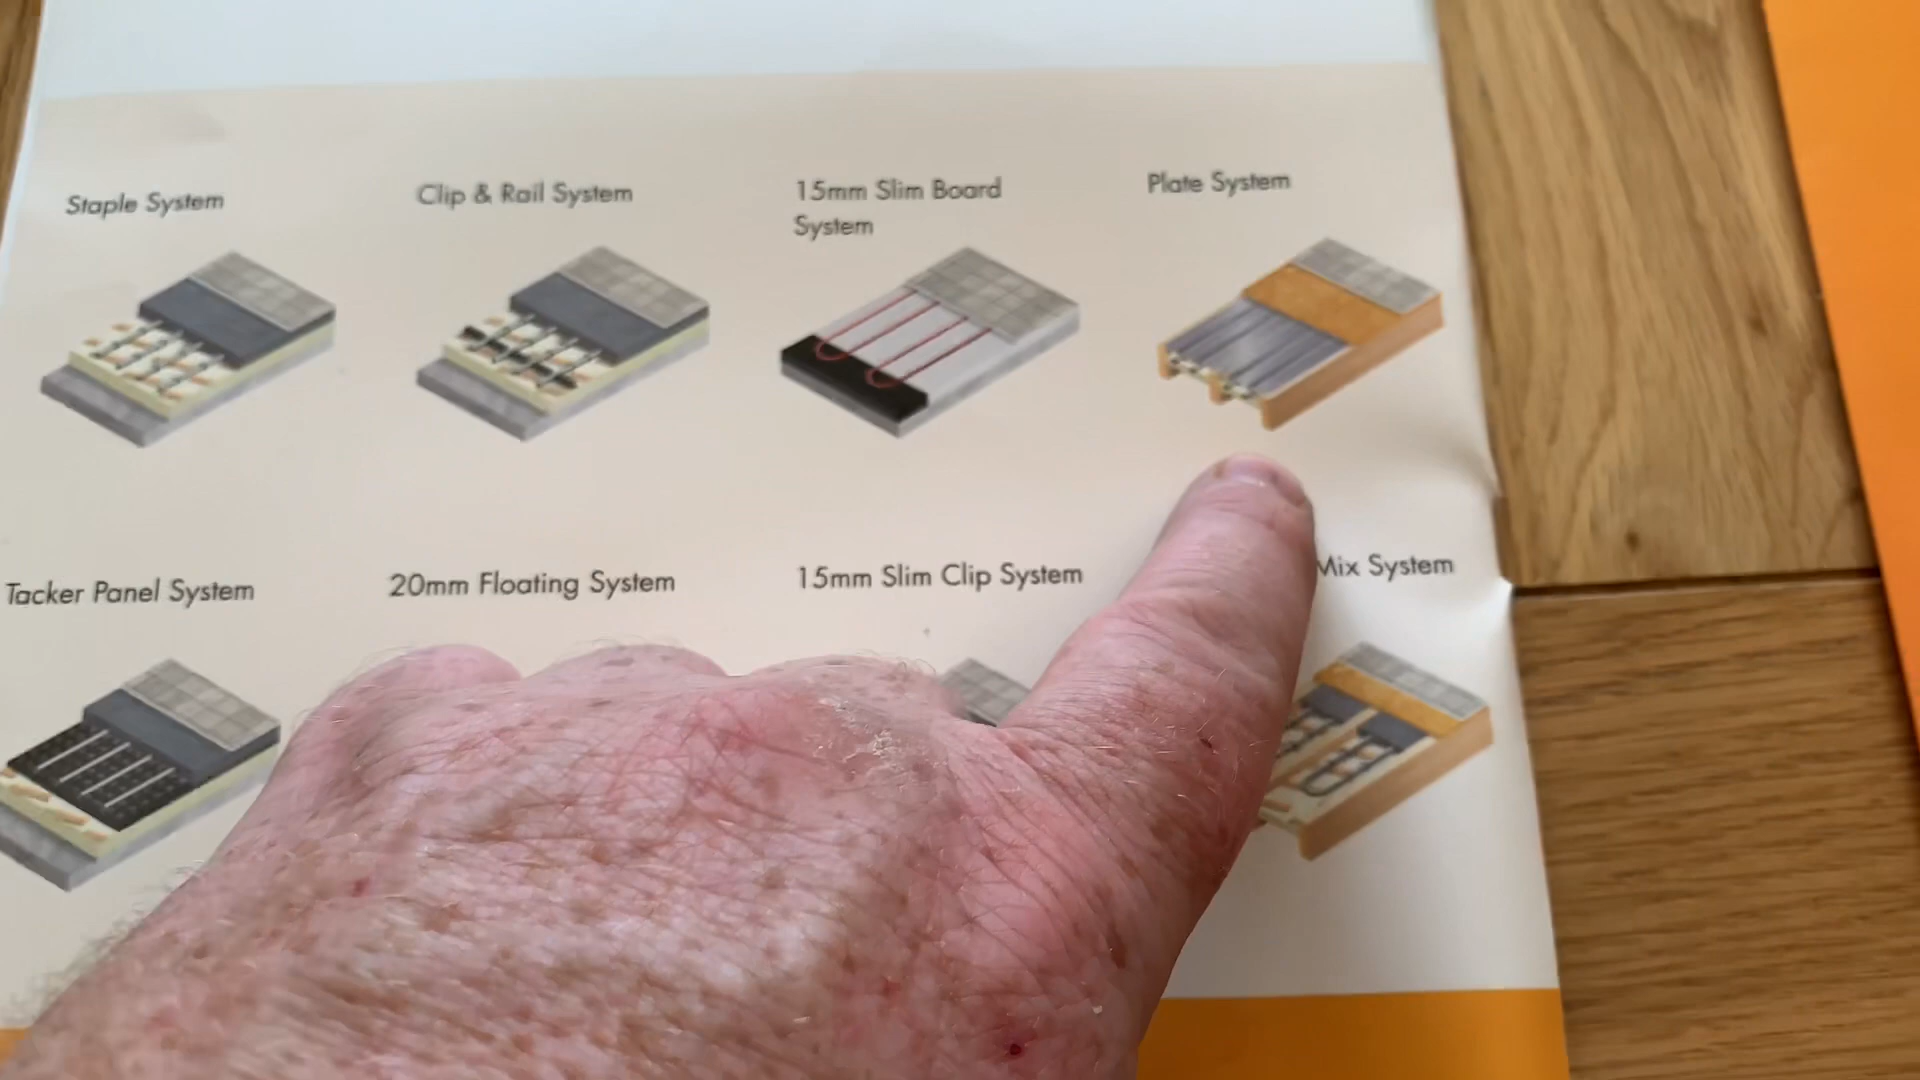 Staple System
Clip & Rail System
15mm Slim Board
System
Plate System
Tacker Panel System
20mm Floating System
15mm Slim Clip System
Mix System